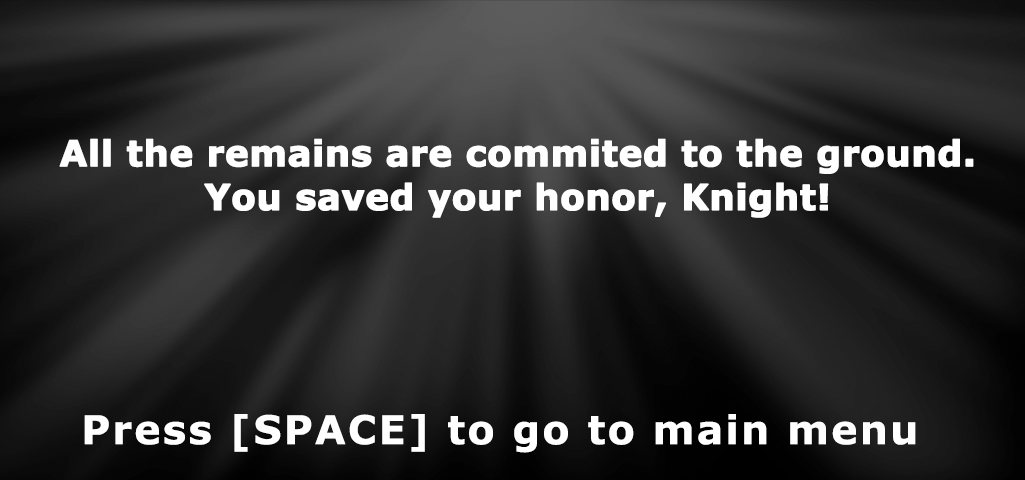 All the remains are commited to the ground.
You saved your honor, Knight!
Press [SPACE] to go to main menu